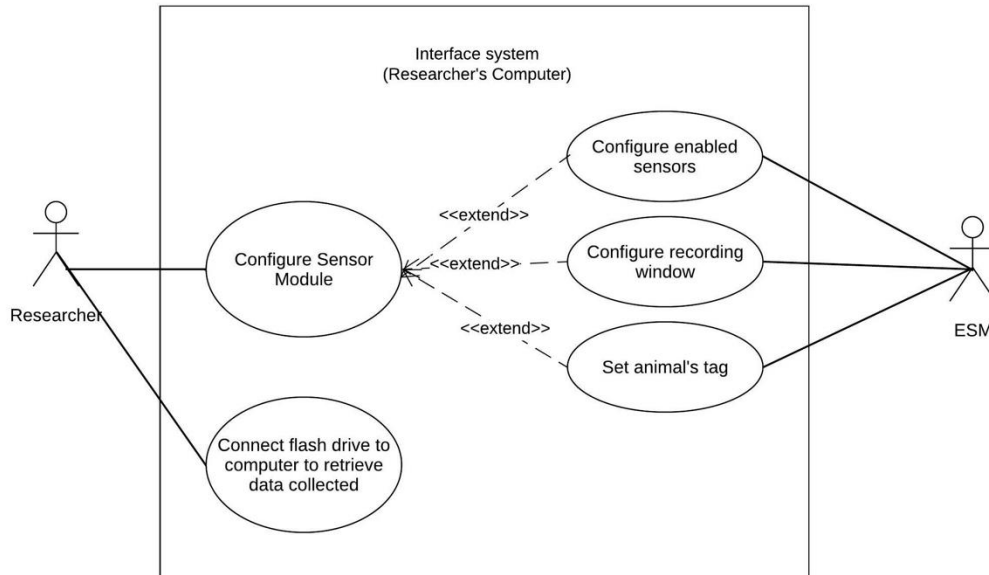 Interface system
(Researcher's Computer)
Configure enabled
sensors
<<extend>>
Configure Sensor
Module
<<extend>>
Configure recording
window
Researcher
<<extend>>
ESM
Set animal's tag
Connect flash drive to
computer to retrieve
data collected